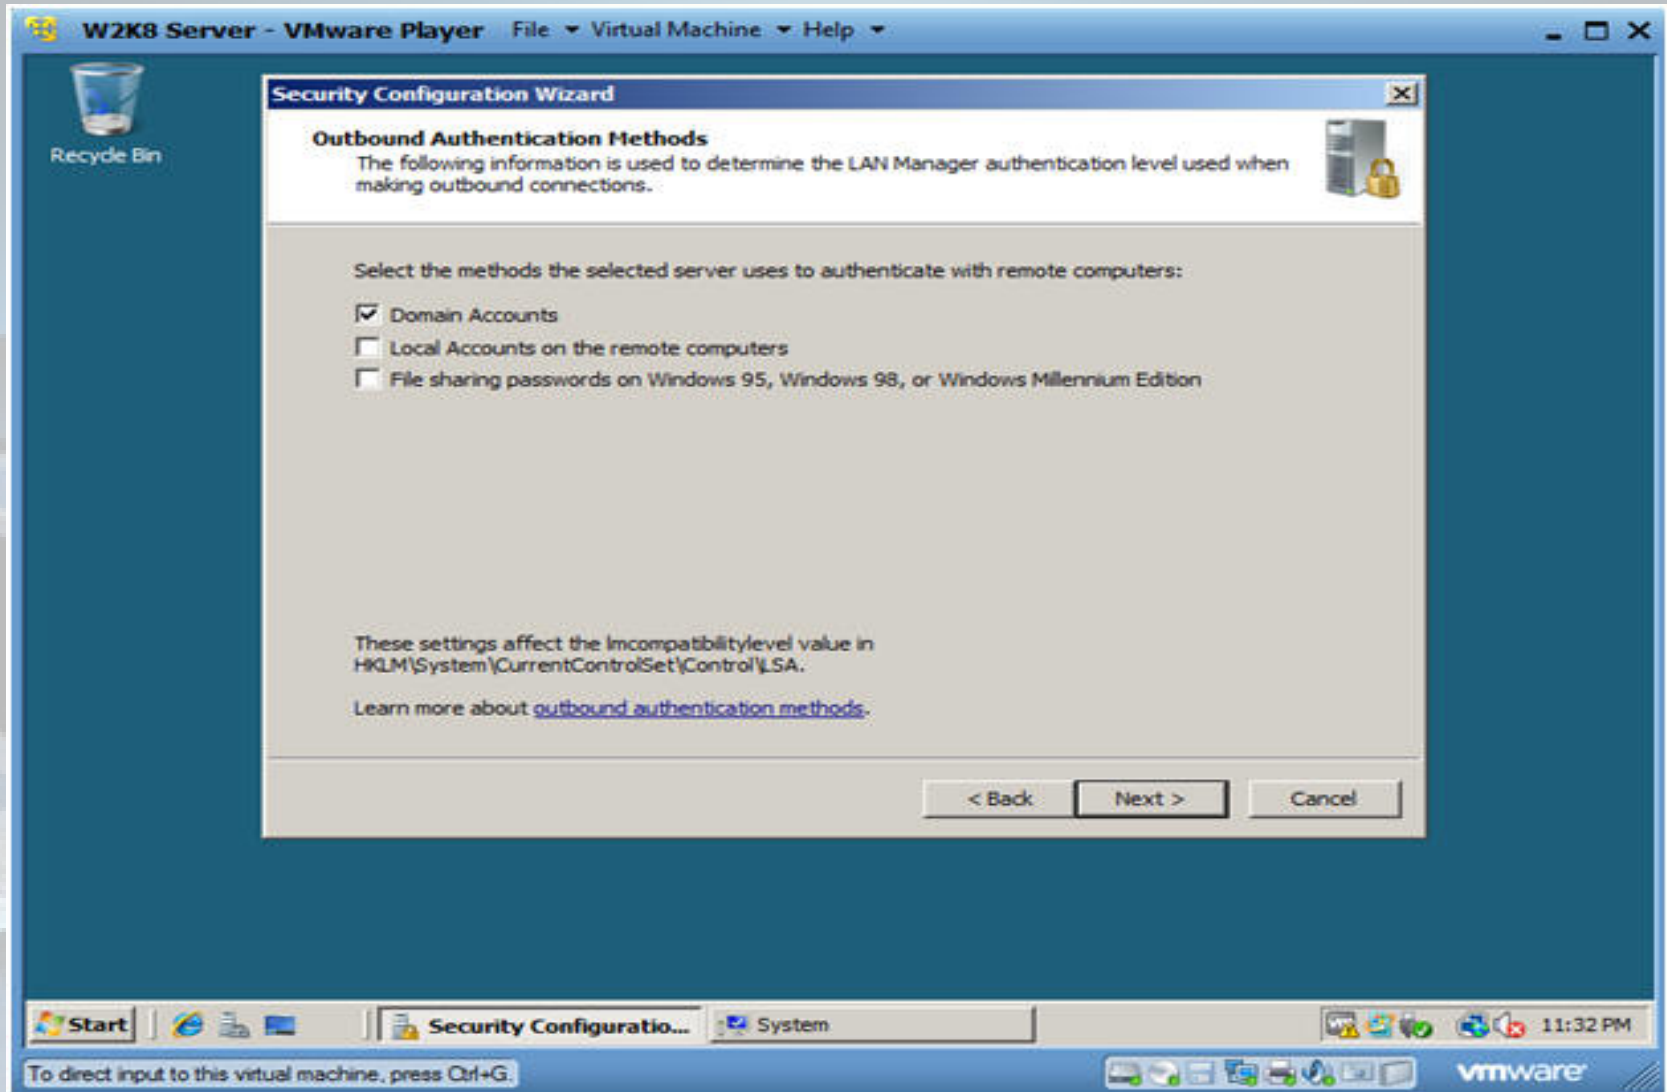 W2K8 Server - VMware Player File Virtual Machine Help
Recycle Bin
Security Configuration Wizard
Outbound Authentication Methods
The following information is used to determine the LAN Manager authentication level used when
making outbound connections.
Select the methods the selected server uses to authenticate with remote computers:
Domain Accounts
Local Accounts on the remote computers
File sharing passwords on Windows 95, Windows 98, or Windows Millennium Edition
These settings affect the lmcompatibilitylevel value in
HKLM\System\CurrentControlSet\Control\LSA.
Learn more about outbound authentication methods.
< Back Next > Cancel
Start Security Configuratio... System 11:32 PM
To direct input to this virtual machine, press Ctrl+G. vmware